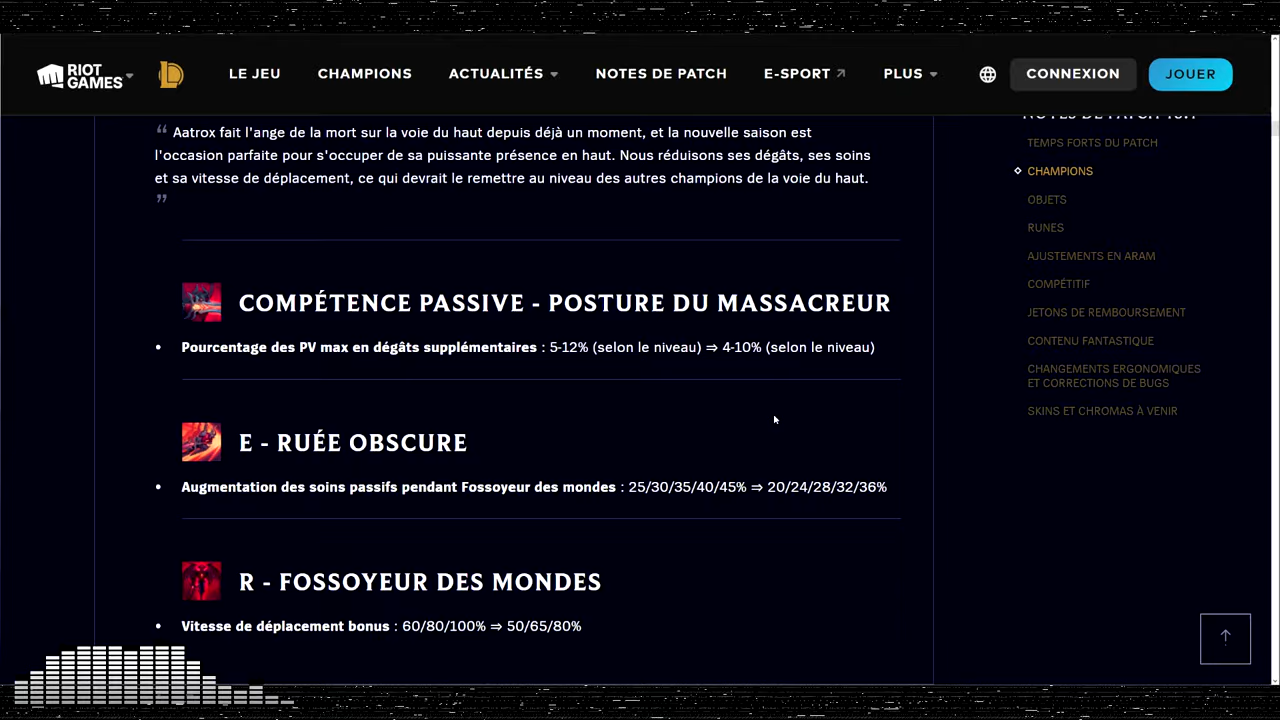 RIOT
GAMES
LE JEU
CHAMPIONS
ACTUALITÉS
NOTES DE PATCH
E-SPORT
PLUS
CONNEXION
JOUER
“ Aatrox fait l'ange de la mort sur la voie du haut depuis déjà un moment, et la nouvelle saison est
l'occasion parfaite pour s'occuper de sa puissante présence en haut. Nous réduisons ses dégâts, ses soins
et sa vitesse de déplacement, ce qui devrait le remettre au niveau des autres champions de la voie du haut.
”
COMPÉTENCE PASSIVE - POSTURE DU MASSACREUR
• Pourcentage des PV max en dégâts supplémentaires : 5-12% (selon le niveau) ⇒ 4-10% (selon le niveau)
E - RUÉE OBSCURE
• Augmentation des soins passifs pendant Fossoyeur des mondes : 25/30/35/40/45% ⇒ 20/24/28/32/36%
R - FOSSOYEUR DES MONDES
• Vitesse de déplacement bonus : 60/80/100% ⇒ 50/65/80%
NOTES DE PATCH
TEMPS FORTS DU PATCH
CHAMPIONS
OBJETS
RUNES
AJUSTEMENTS EN ARAM
COMPÉTITIF
JETONS DE REMBOURSEMENT
CONTENU FANTASTIQUE
CHANGEMENTS ERGONOMIQUES
ET CORRECTIONS DE BUGS
SKINS ET CHROMAS À VENIR